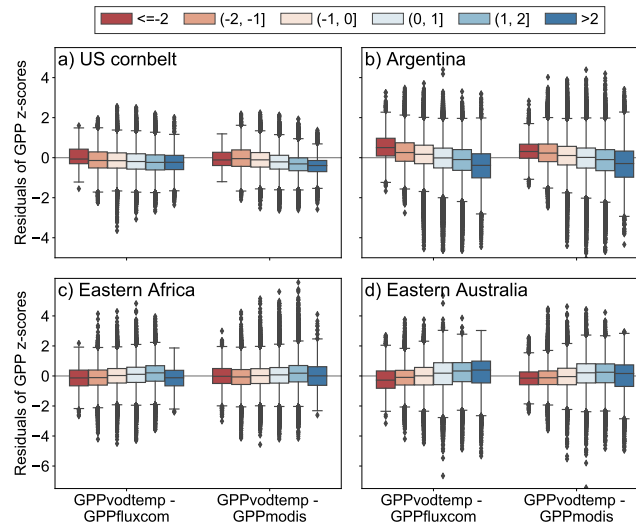 <=-2 (-2, -1] (-1, 0] (0, 1] (1, 2] >2
a) US cornbelt
b) Argentina
Residuals of GPP z-scores
4
2
0
−2
−4
c) Eastern Africa
d) Eastern Australia
Residuals of GPP z-scores
6
4
2
0
−2
−4
−6
GPPvodtemp - GPPvodtemp - GPPvodtemp - GPPvodtemp -
GPPfluxcom GPPmodis GPPfluxcom GPPmodis